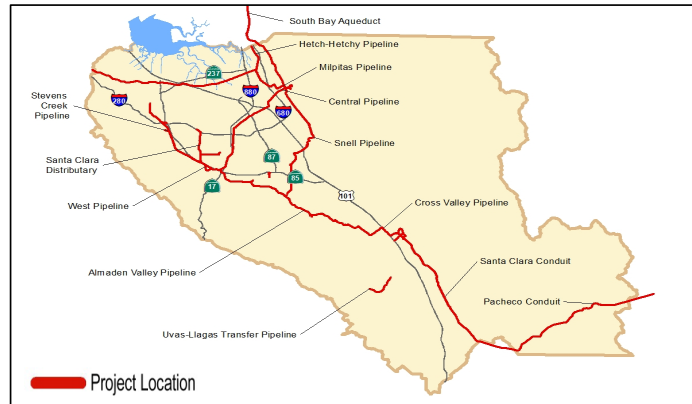 South Bay Aqueduct
Hetch-Hetchy Pipeline
237
Milpitas Pipeline
Stevens
Creek
Pipeline
280
880
Central Pipeline
680
Snell Pipeline
Santa Clara
Distributary
87
17
85
101
West Pipeline
Cross Valley Pipeline
Almaden Valley Pipeline
Santa Clara Conduit
Pacheco Conduit
Uvas-Llagas Transfer Pipeline
Project Location